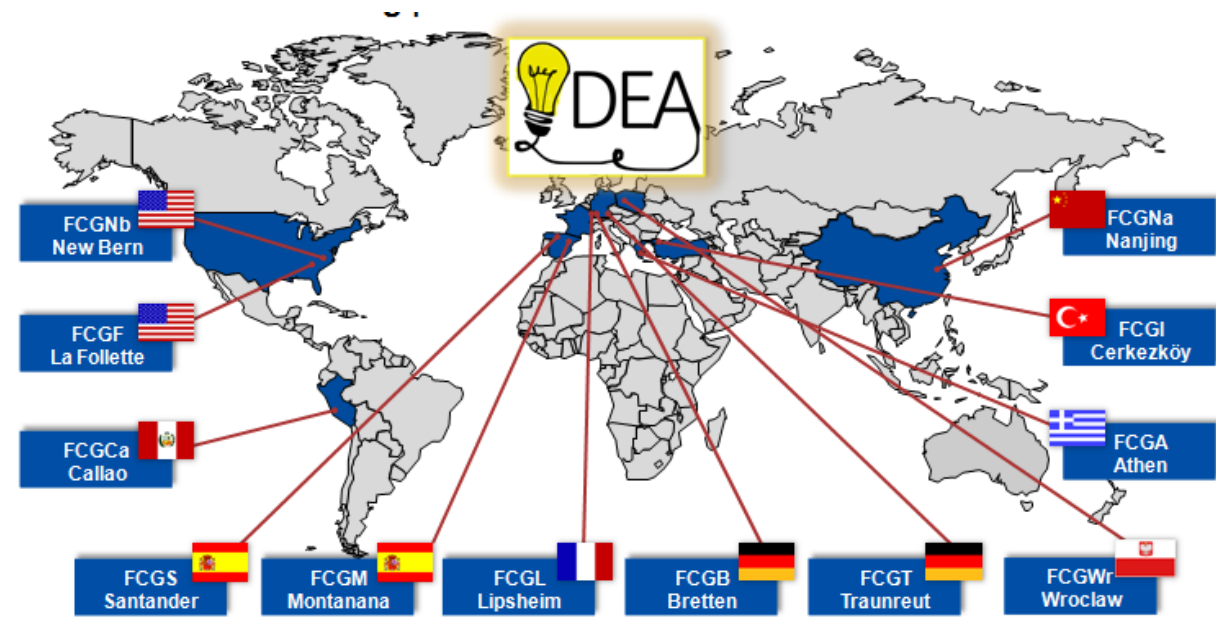 IDEA
FCGNb
New Bern
FCGF
La Follette
FCGCa
Callao
FCGS
Santander
FCGM
Montanana
FCGL
Lipsheim
FCGB
Bretten
FCGT
Traunreut
FCGWr
Wroclaw
FCGNa
Nanjing
FCGI
Cerkezköy
FCGA
Athen